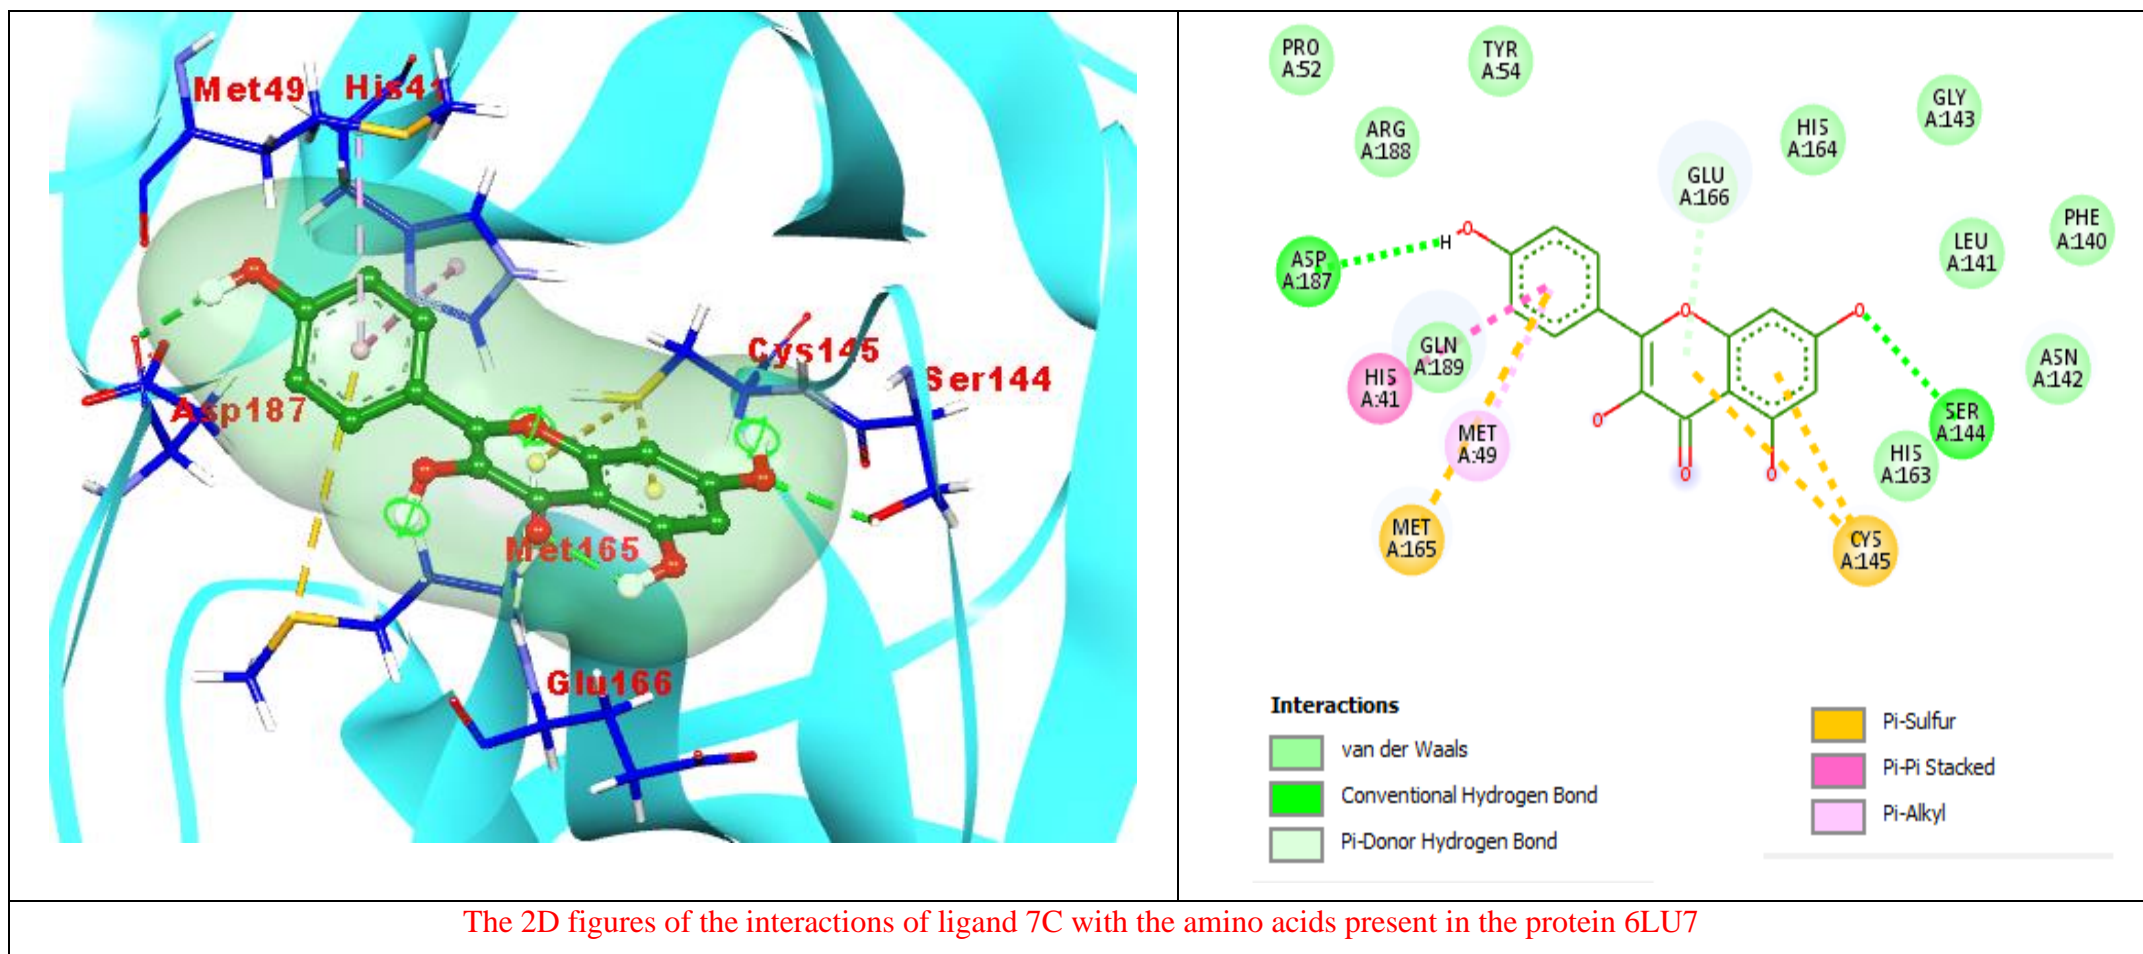 Met49 His41
Cys145
Ser144
Asp187
Met165
Glu166
PRO
A:52
TYR
A:54
GLY
A:143
ARG
A:188
HIS
A:164
GLU
A:166
PHE
A:140
LEU
A:141
ASP
A:187
H
O
O
O
GLN
A:189
HIS
A:41
ASN
A:142
SER
A:144
O
MET
A:49
HIS
A:163
O
O
MET
A:165
CYS
A:145
Interactions
van der Waals
Conventional Hydrogen Bond
Pi-Donor Hydrogen Bond
Pi-Sulfur
Pi-Pi Stacked
Pi-Alkyl
The 2D figures of the interactions of ligand 7C with the amino acids present in the protein 6LU7